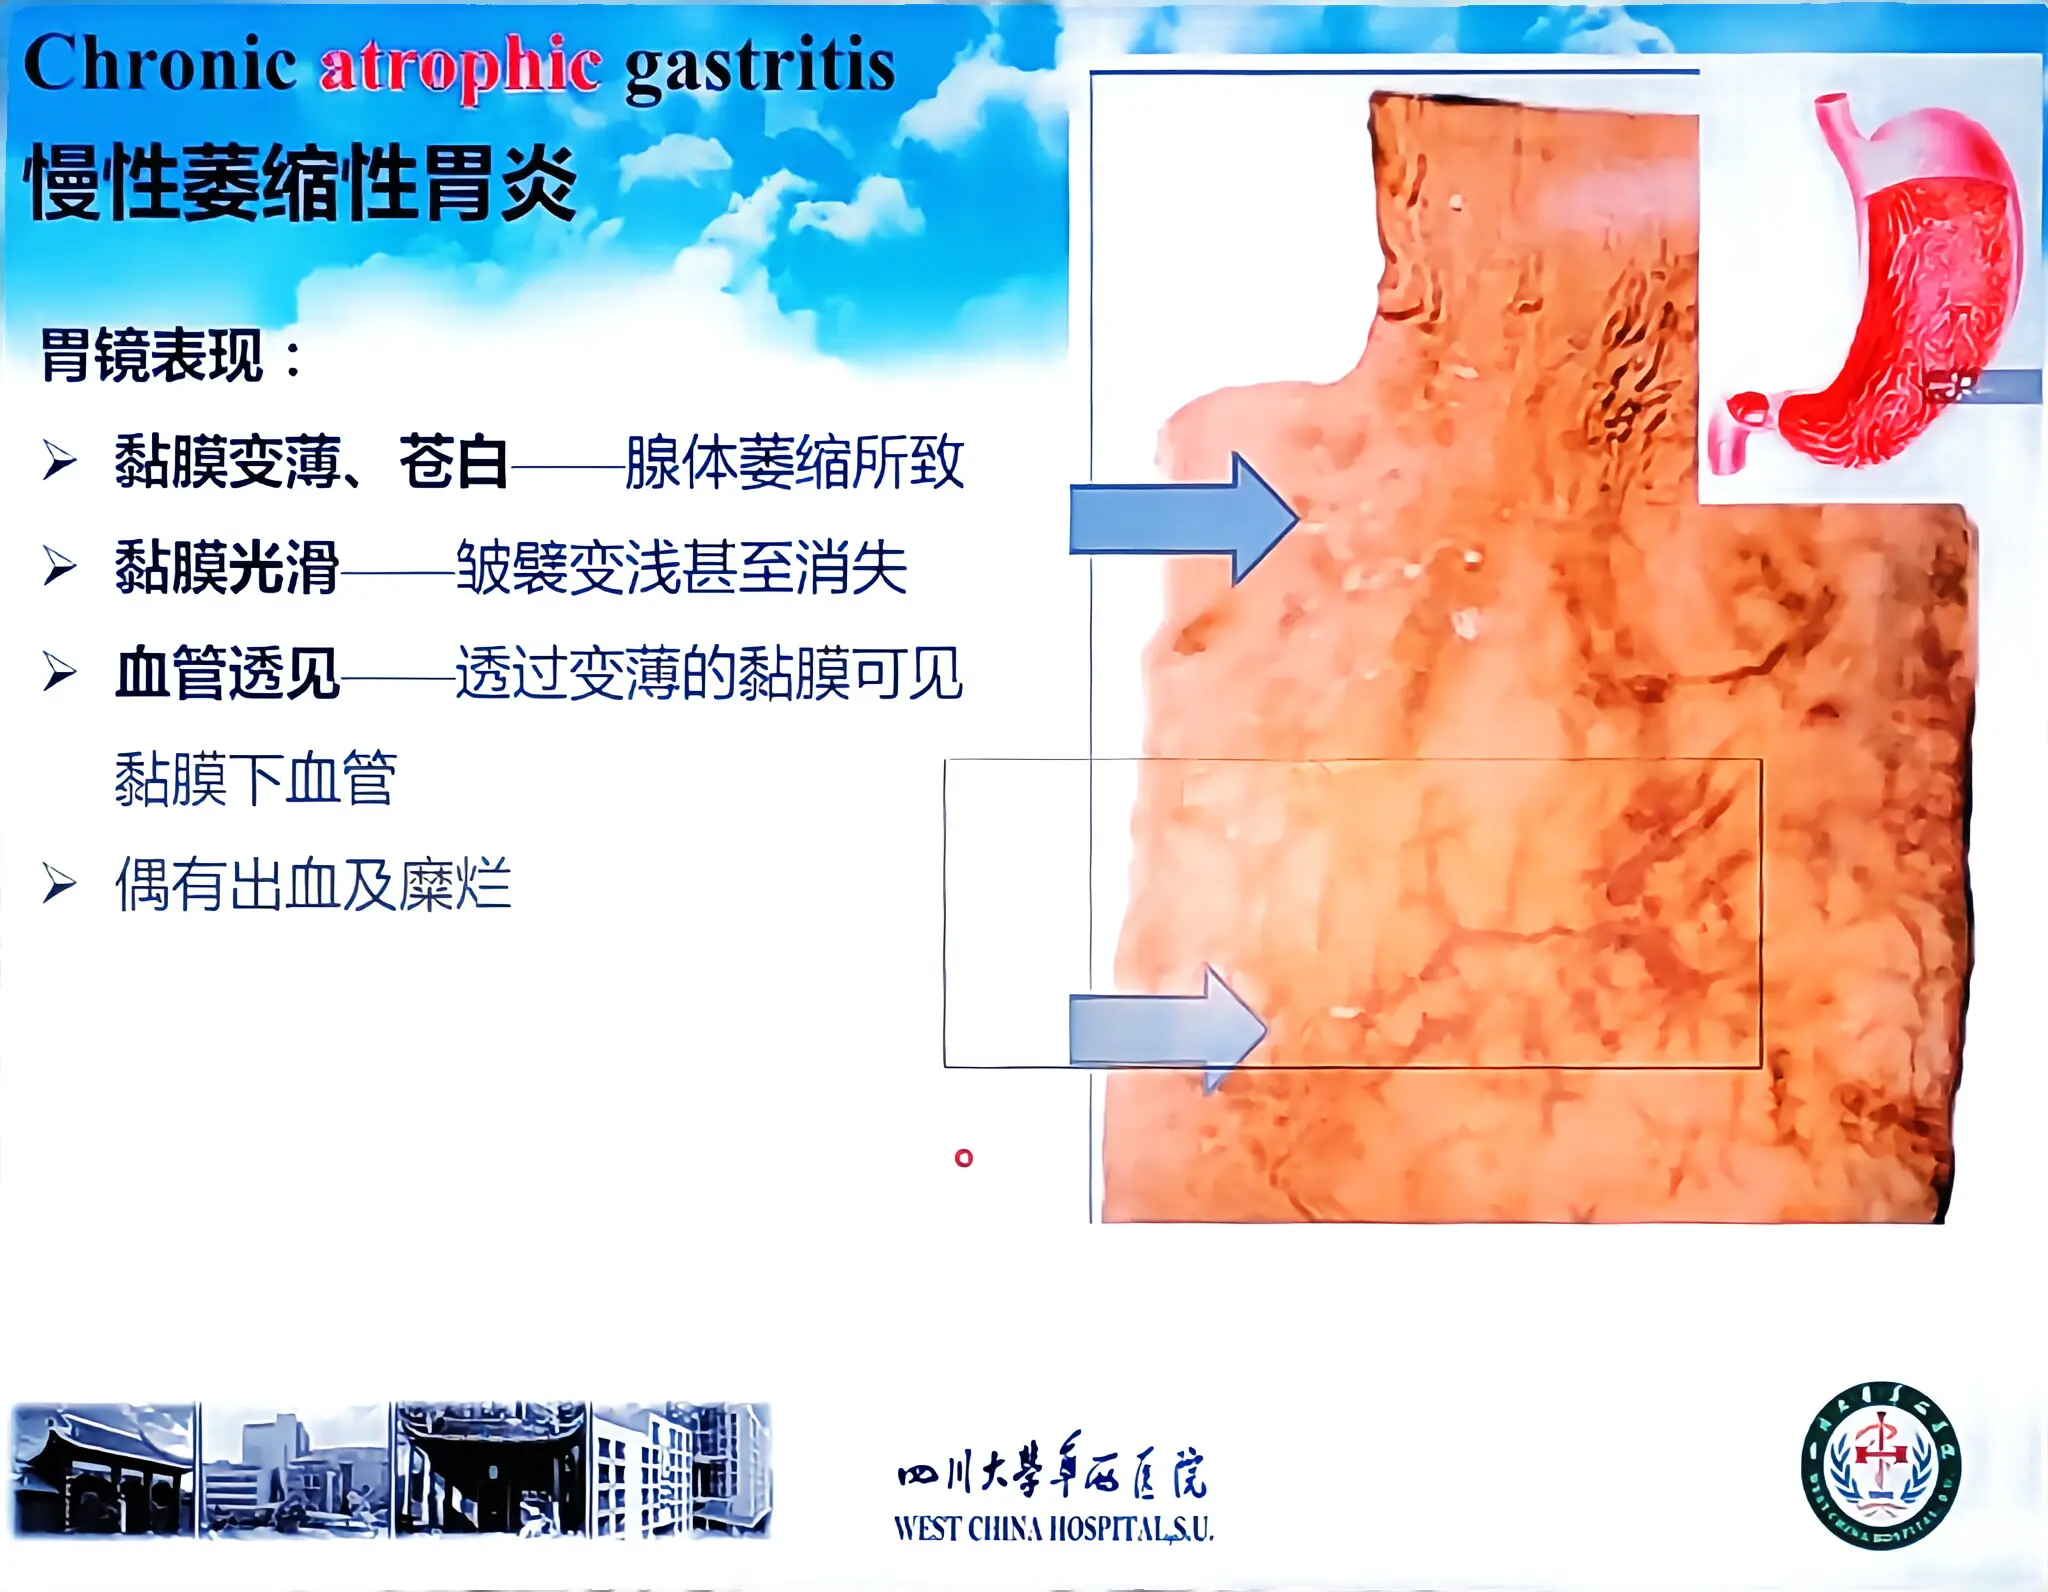 Chronic atrophic gastritis
慢性萎缩性胃炎
胃镜表现：
➢ 黏膜变薄、苍白——腺体萎缩所致
➢ 黏膜光滑——皱襞变浅甚至消失
➢ 血管透见——透过变薄的黏膜可见
黏膜下血管
➢ 偶有出血及糜烂
四川大学华西医院
WEST CHINA HOSPITAL,S.U.